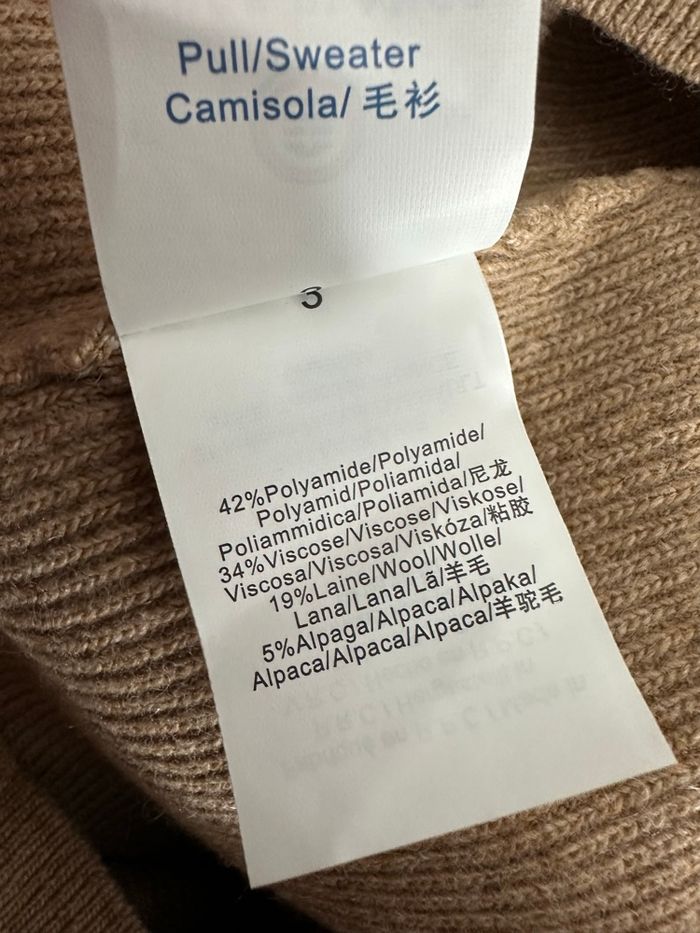 Pull/Sweater
Camisola/ 毛衫
3
42%Polyamide/Polyamide/
Polyamid/Poliamida/
Poliammidica/Poliamida/尼龙
34%Viscose/Viscose/Viskose/
Viscosa/Viscosa/Viskóza/粘胶
19%Laine/Wool/Wolle/
Lana/Lana/Lã/羊毛
5%Alpaga/Alpaca/Alpaka/
Alpaca/Alpaca/Alpaca/羊驼毛